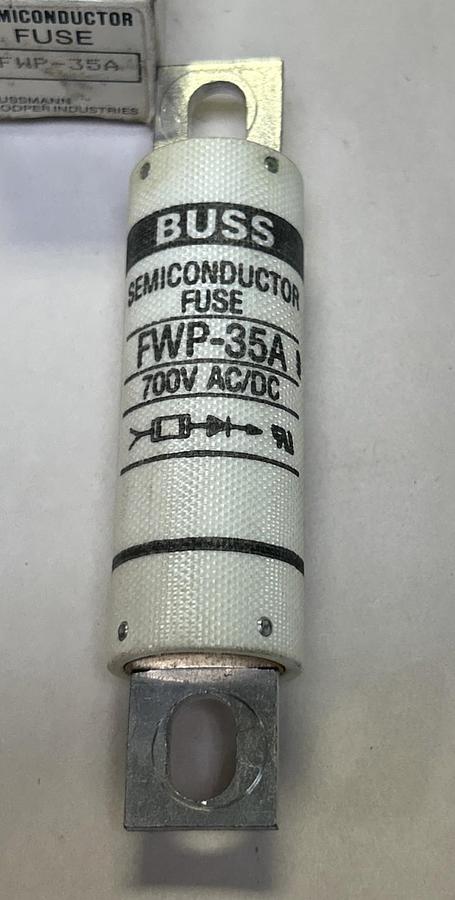 MICONDUCTOR
FUSE
FWP-35A
USSMANN
OOPER INDUSTRIES
BUSS
SEMICONDUCTOR
FUSE
FWP-35A
700V AC/DC